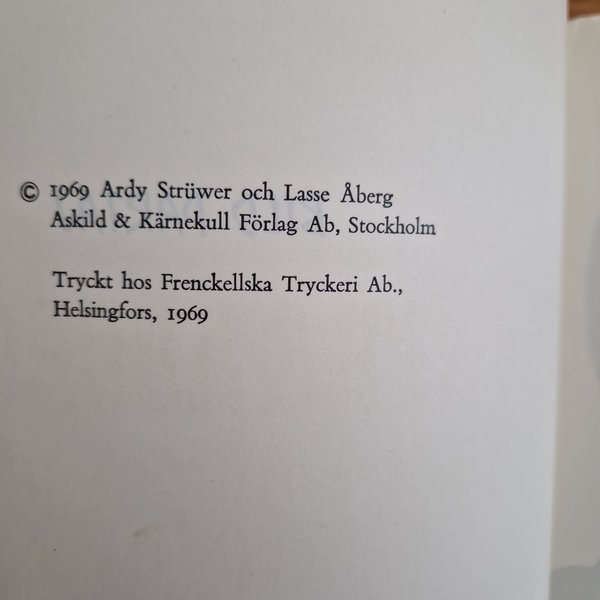 © 1969 Ardy Strüwer och Lasse Åberg
Askild & Kärnekull Förlag Ab, Stockholm
Tryckt hos Frenckellska Tryckeri Ab.,
Helsingfors, 1969